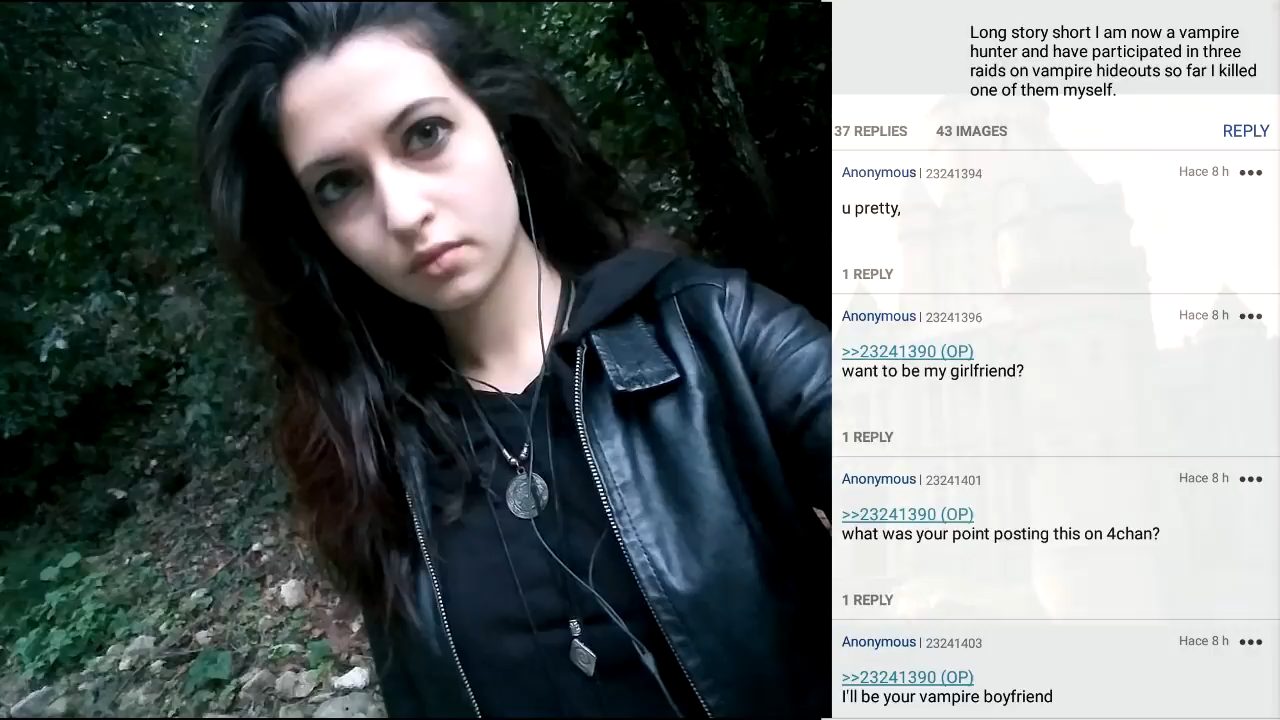 Long story short I am now a vampire
hunter and have participated in three
raids on vampire hideouts so far I killed
one of them myself.
37 REPLIES 43 IMAGES REPLY
Anonymous | 23241394 Hace 8 h •••
u pretty,
1 REPLY
Anonymous | 23241396 Hace 8 h •••
>>23241390 (OP)
want to be my girlfriend?
1 REPLY
Anonymous | 23241401 Hace 8 h •••
>>23241390 (OP)
what was your point posting this on 4chan?
1 REPLY
Anonymous | 23241403 Hace 8 h •••
>>23241390 (OP)
I'll be your vampire boyfriend